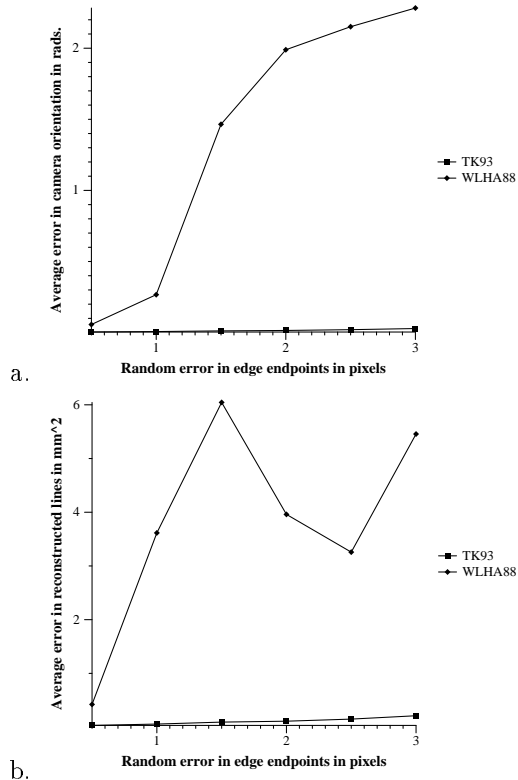 Average error in camera orientation in rads.
2
1
TK93
WLHA88
1 2 3
Random error in edge endpoints in pixels
a.
Average error in reconstructed lines in mm^2
6
4
2
TK93
WLHA88
1 2 3
Random error in edge endpoints in pixels
b.